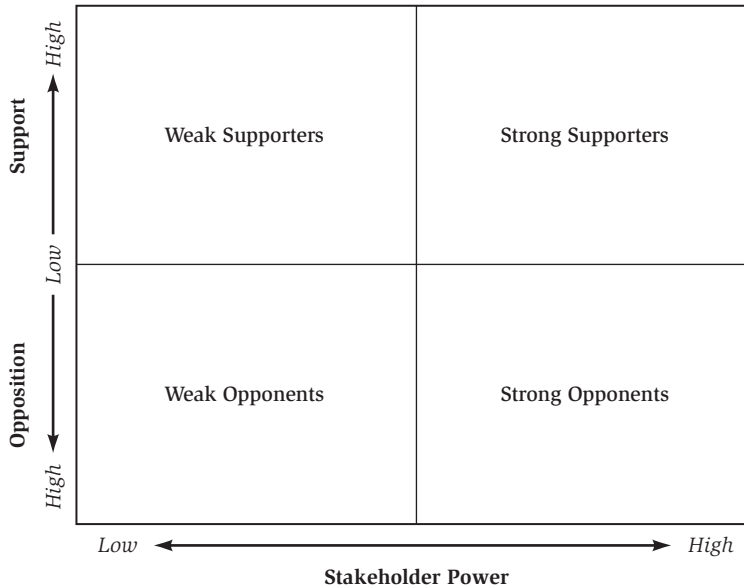 High
Support
Weak Supporters
Strong Supporters
Low
Opposition
Weak Opponents
Strong Opponents
High
Low
High
Stakeholder Power